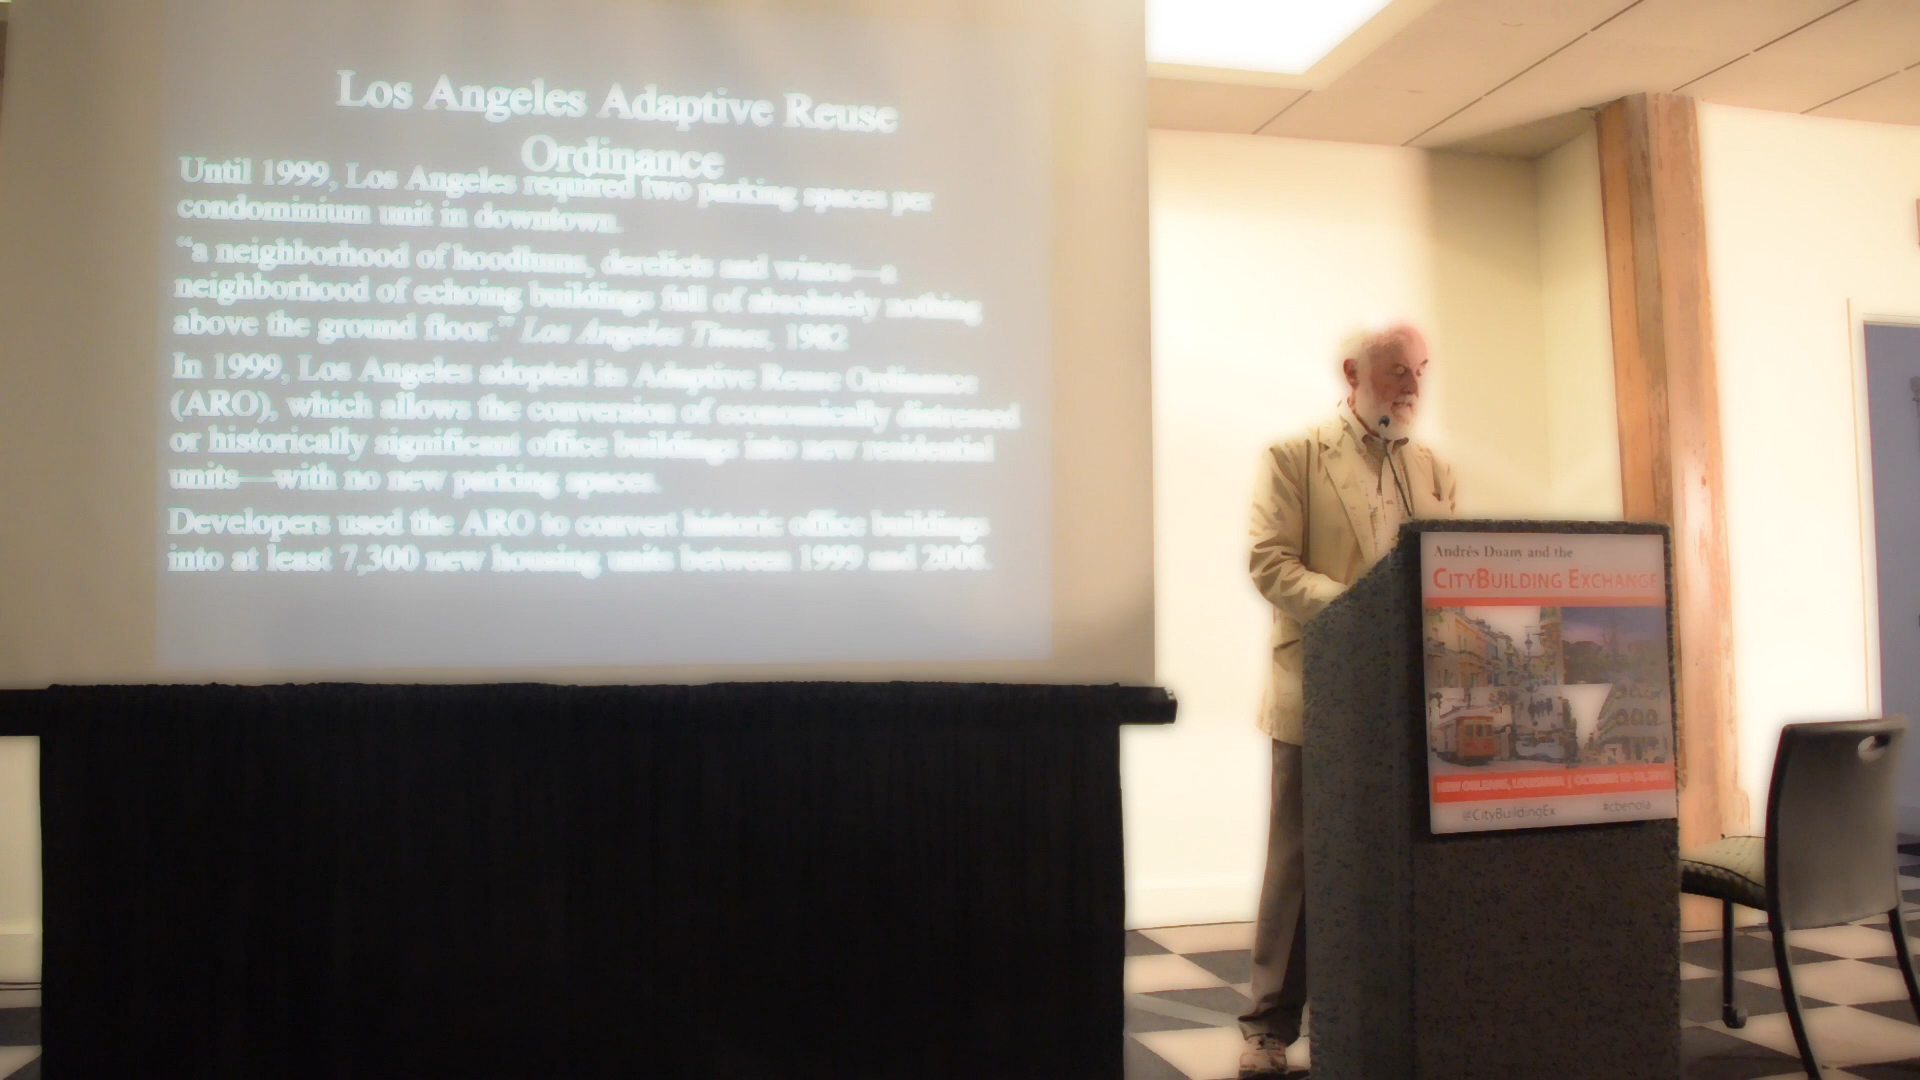 Los Angeles Adaptive Reuse
Ordinance
Until 1999, Los Angeles required two parking spaces per
condominium unit in downtown.
“a neighborhood of hoodlums, derelicts and winos—a
neighborhood of echoing buildings full of absolutely nothing
above the ground floor.” Los Angeles Times, 1982
In 1999, Los Angeles adopted its Adaptive Reuse Ordinance
(ARO), which allows the conversion of economically distressed
or historically significant office buildings into new residential
units—with no new parking spaces.
Developers used the ARO to convert historic office buildings
into at least 7,300 new housing units between 1999 and 2008.
Andrés Duany and the
CITYBUILDING EXCHANGE
NEW ORLEANS, LOUISIANA | OCTOBER
@CityBuildingEx #cbenola